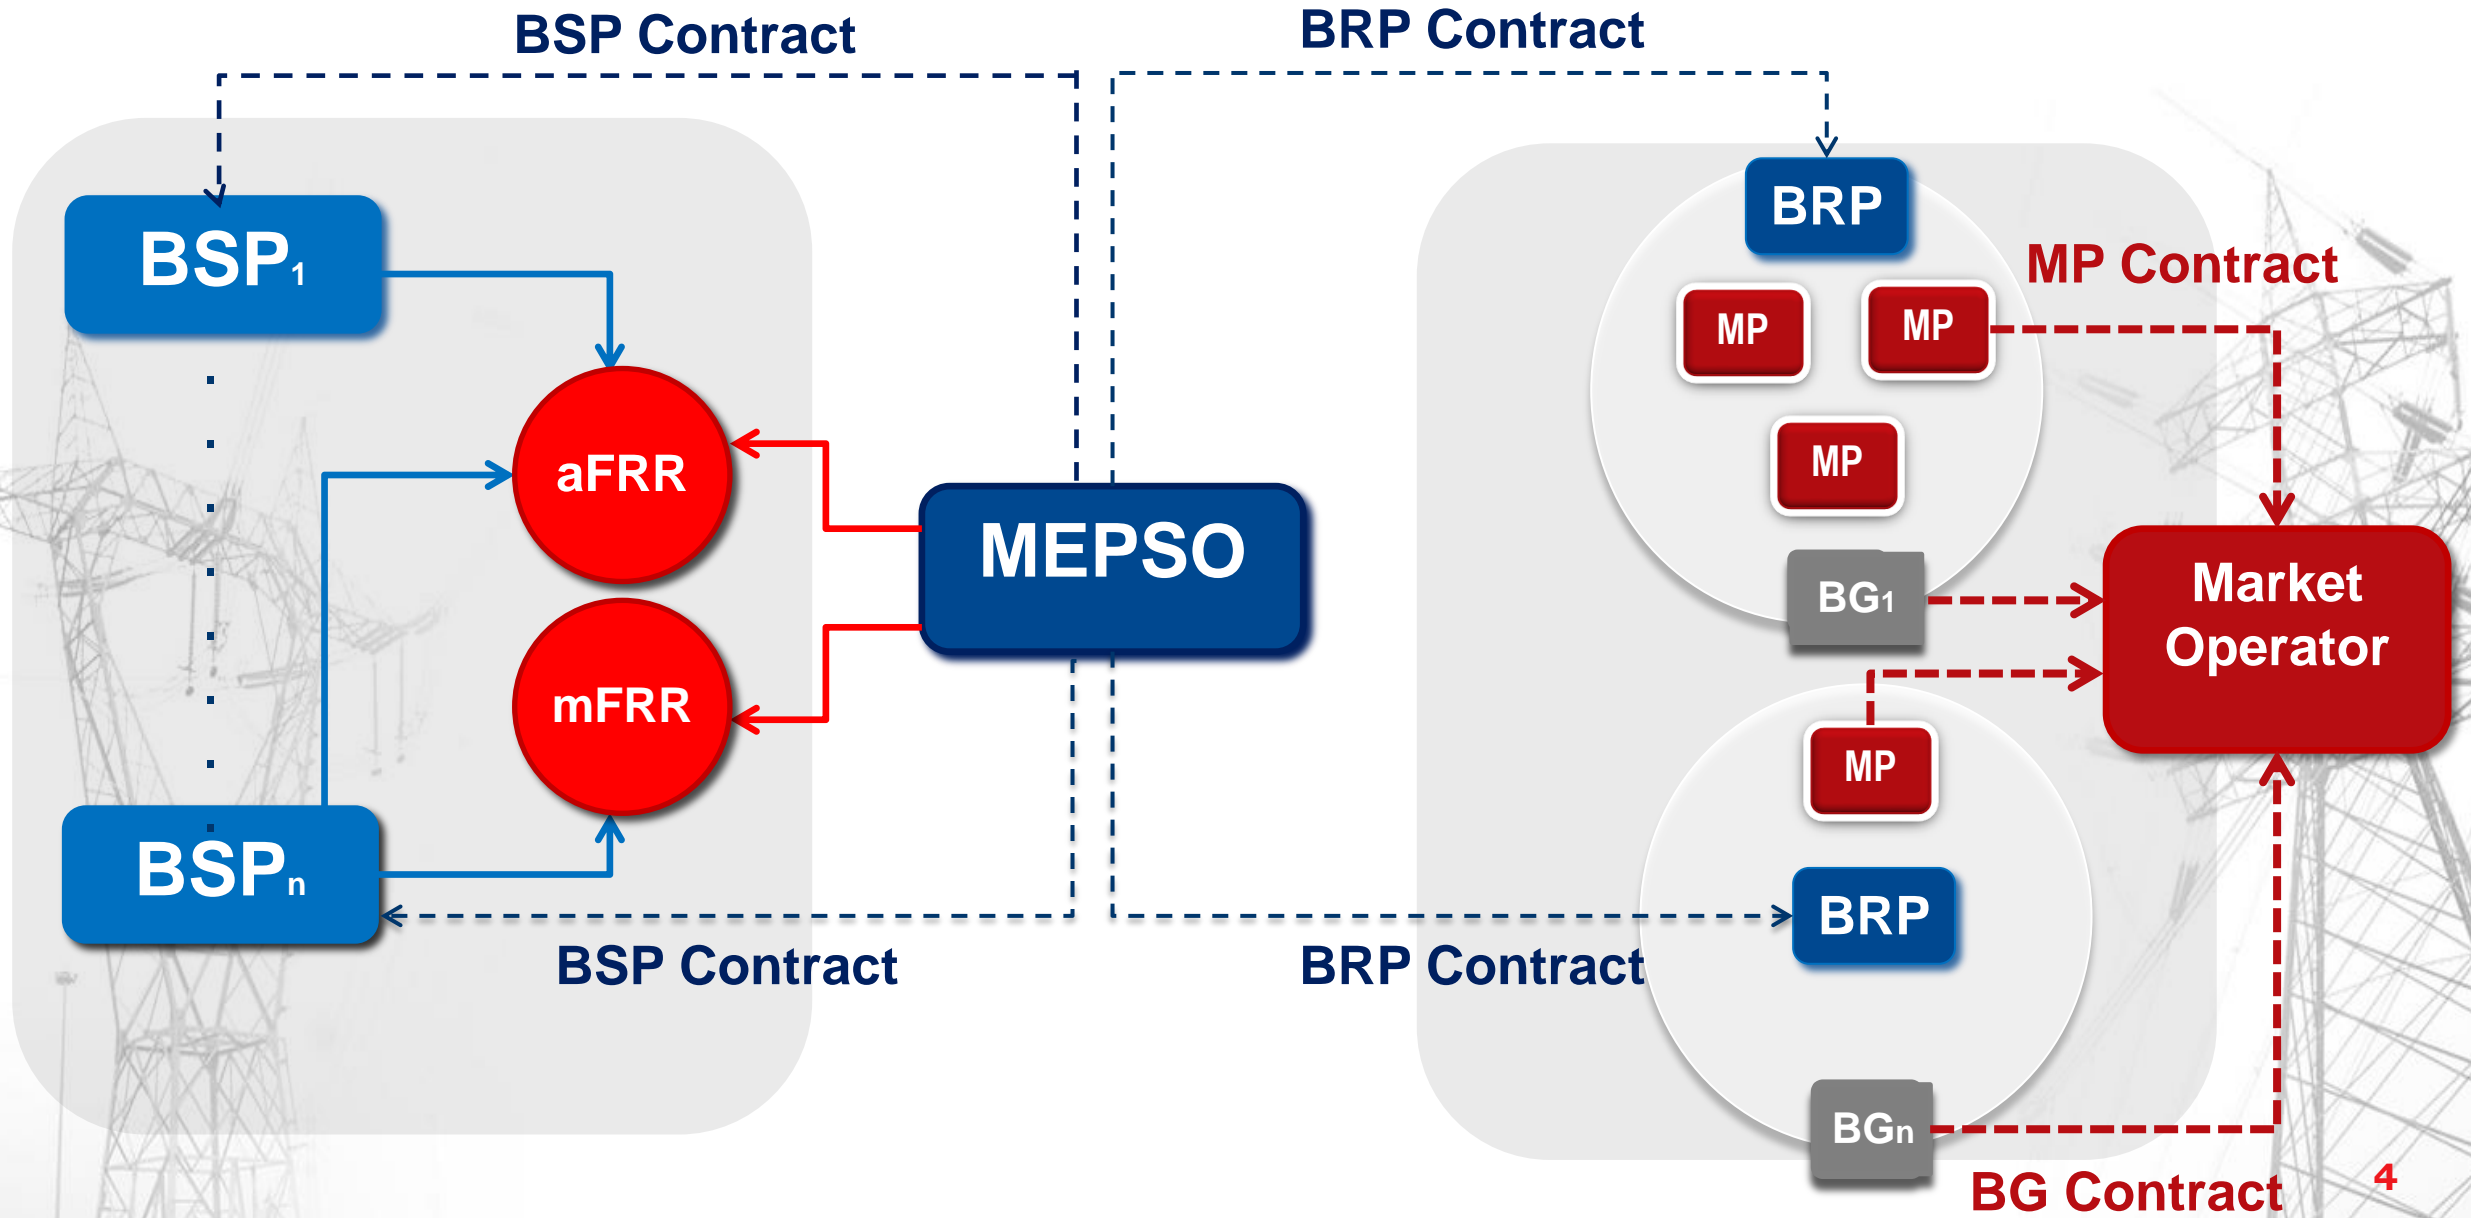 BSP Contract
BRP Contract
BSP1
BRP
MP Contract
MP
MP
aFRR
MP
MEPSO
BG1
Market
Operator
mFRR
MP
BSPn
BRP
BSP Contract
BRP Contract
BGn
BG Contract
4